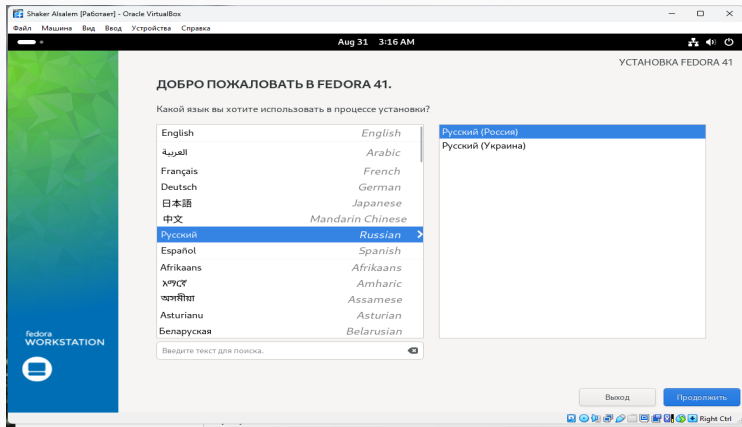 Shaker Alsalem [Работает] - Oracle VirtualBox
Файл Машина Вид Ввод Устройства Справка
Aug 31 3:16 AM
УСТАНОВКА FEDORA 41
ДОБРО ПОЖАЛОВАТЬ В FEDORA 41.
Какой язык вы хотите использовать в процессе установки?
English English
العربية Arabic
Français French
Deutsch German
日本語 Japanese
中文 Mandarin Chinese
Русский Russian
Español Spanish
Afrikaans Afrikaans
አማርኛ Amharic
অসমীয়া Assamese
Asturianu Asturian
Беларуская Belarusian
Русский (Россия)
Русский (Украина)
Введите текст для поиска.
fedora
WORKSTATION
Выход Продолжить
Right Ctrl